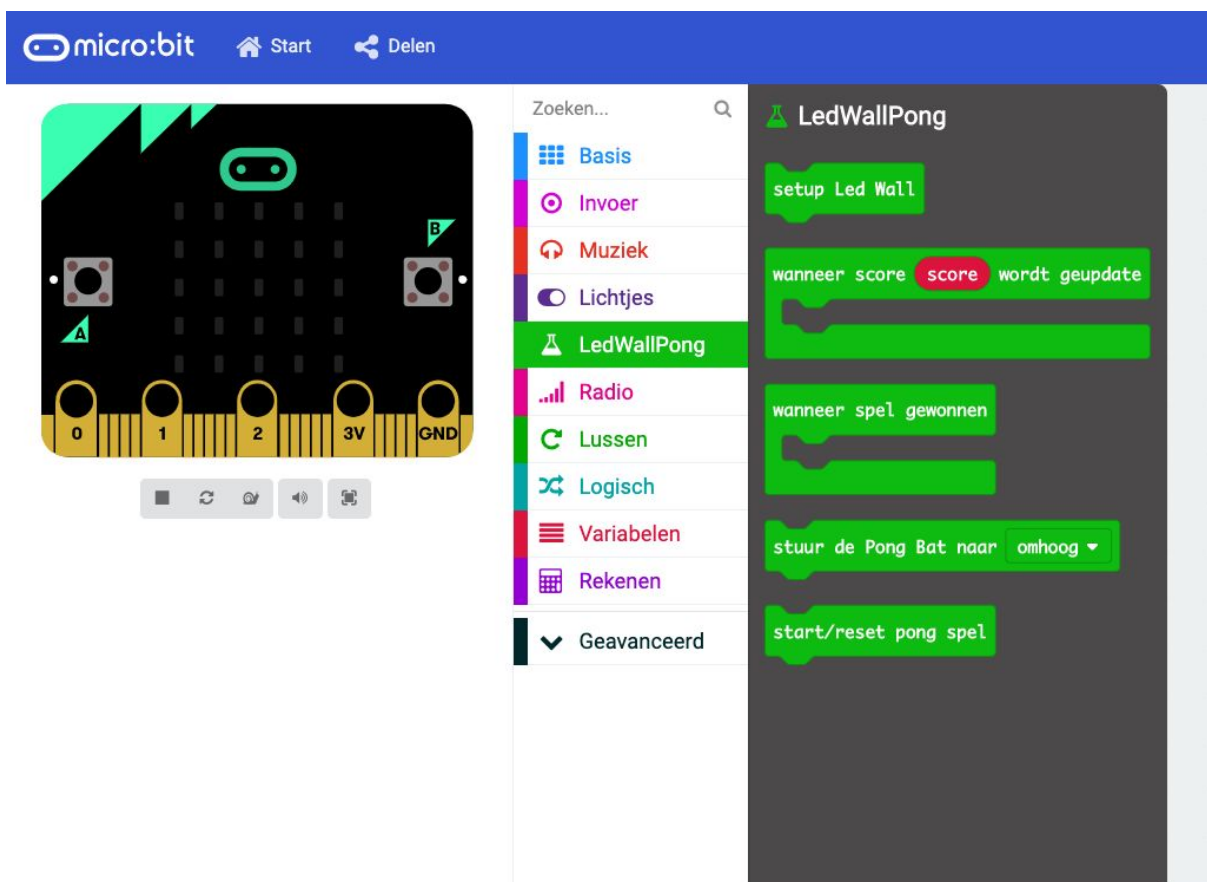 micro:bit Start Delen
B
A
0 1 2 3V GND
Zoeken...
Basis
Invoer
Muziek
Lichtjes
LedWallPong
Radio
Lussen
Logisch
Variabelen
Rekenen
Geavanceerd
LedWallPong
setup Led Wall
wanneer score score wordt geupdate
wanneer spel gewonnen
stuur de Pong Bat naar omhoog
start/reset pong spel